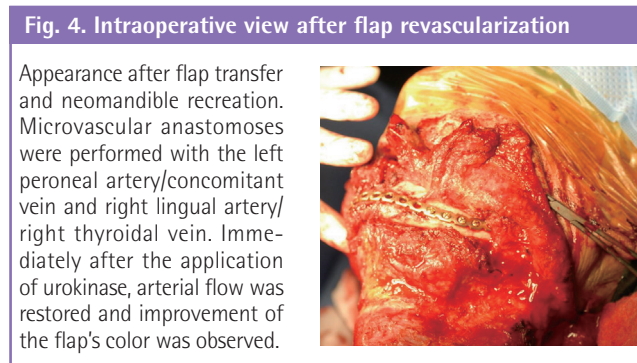 Fig. 4. Intraoperative view after flap revascularization
Appearance after flap transfer
and neomandible recreation.
Microvascular anastomoses
were performed with the left
peroneal artery/concomitant
vein and right lingual artery/
right thyroidal vein. Imme-
diately after the application
of urokinase, arterial flow was
restored and improvement of
the flap's color was observed.